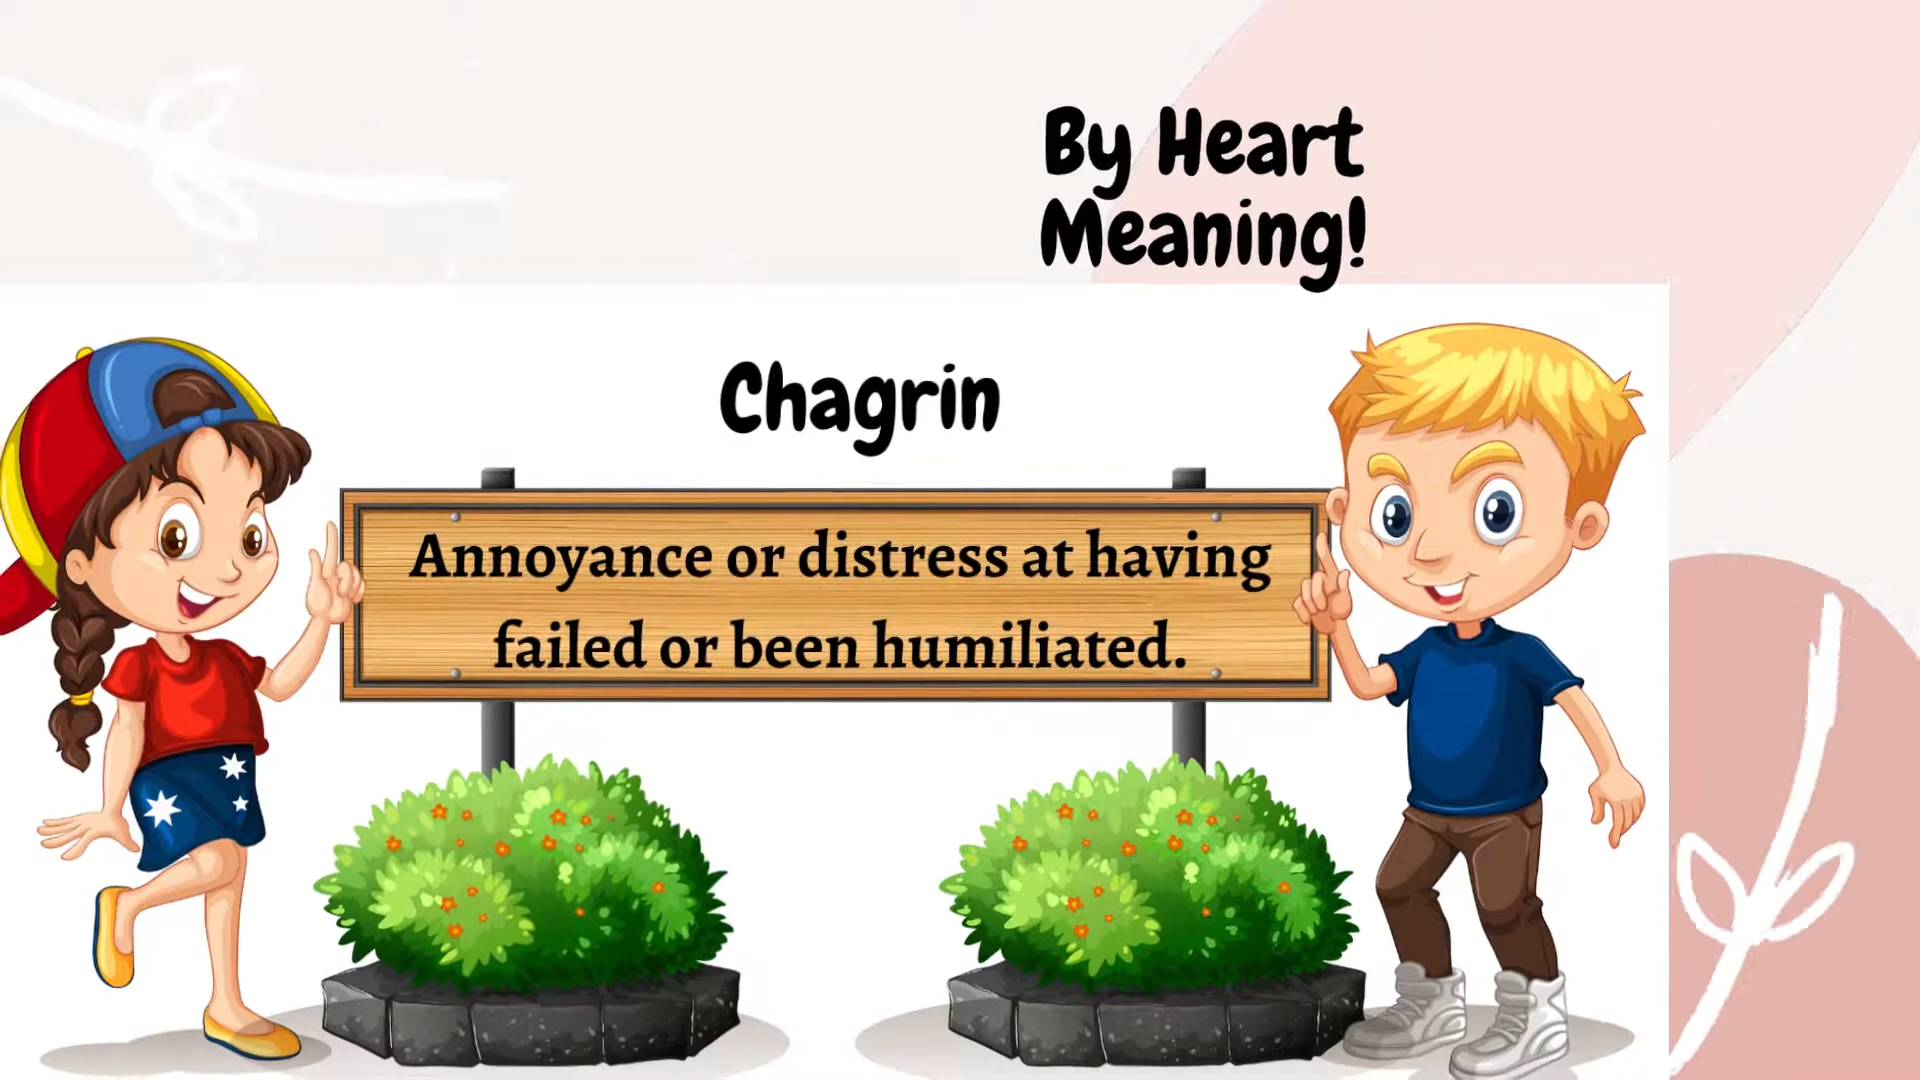 By Heart
Meaning!
Chagrin
Annoyance or distress at having
failed or been humiliated.